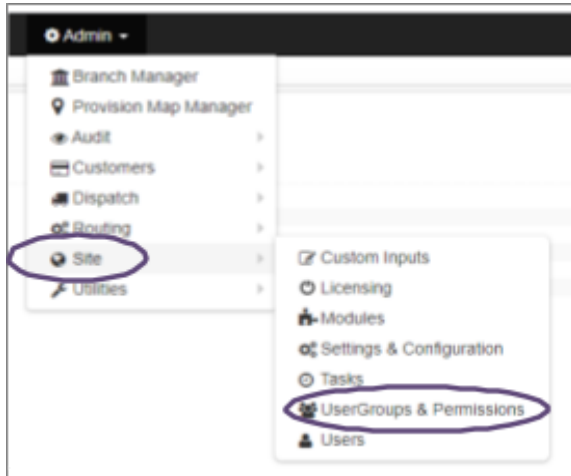 Admin
Branch Manager
Provision Map Manager
Audit
Customers
Dispatch
Routing
Site
Utilities
Custom Inputs
Licensing
Modules
Settings & Configuration
Tasks
UserGroups & Permissions
Users